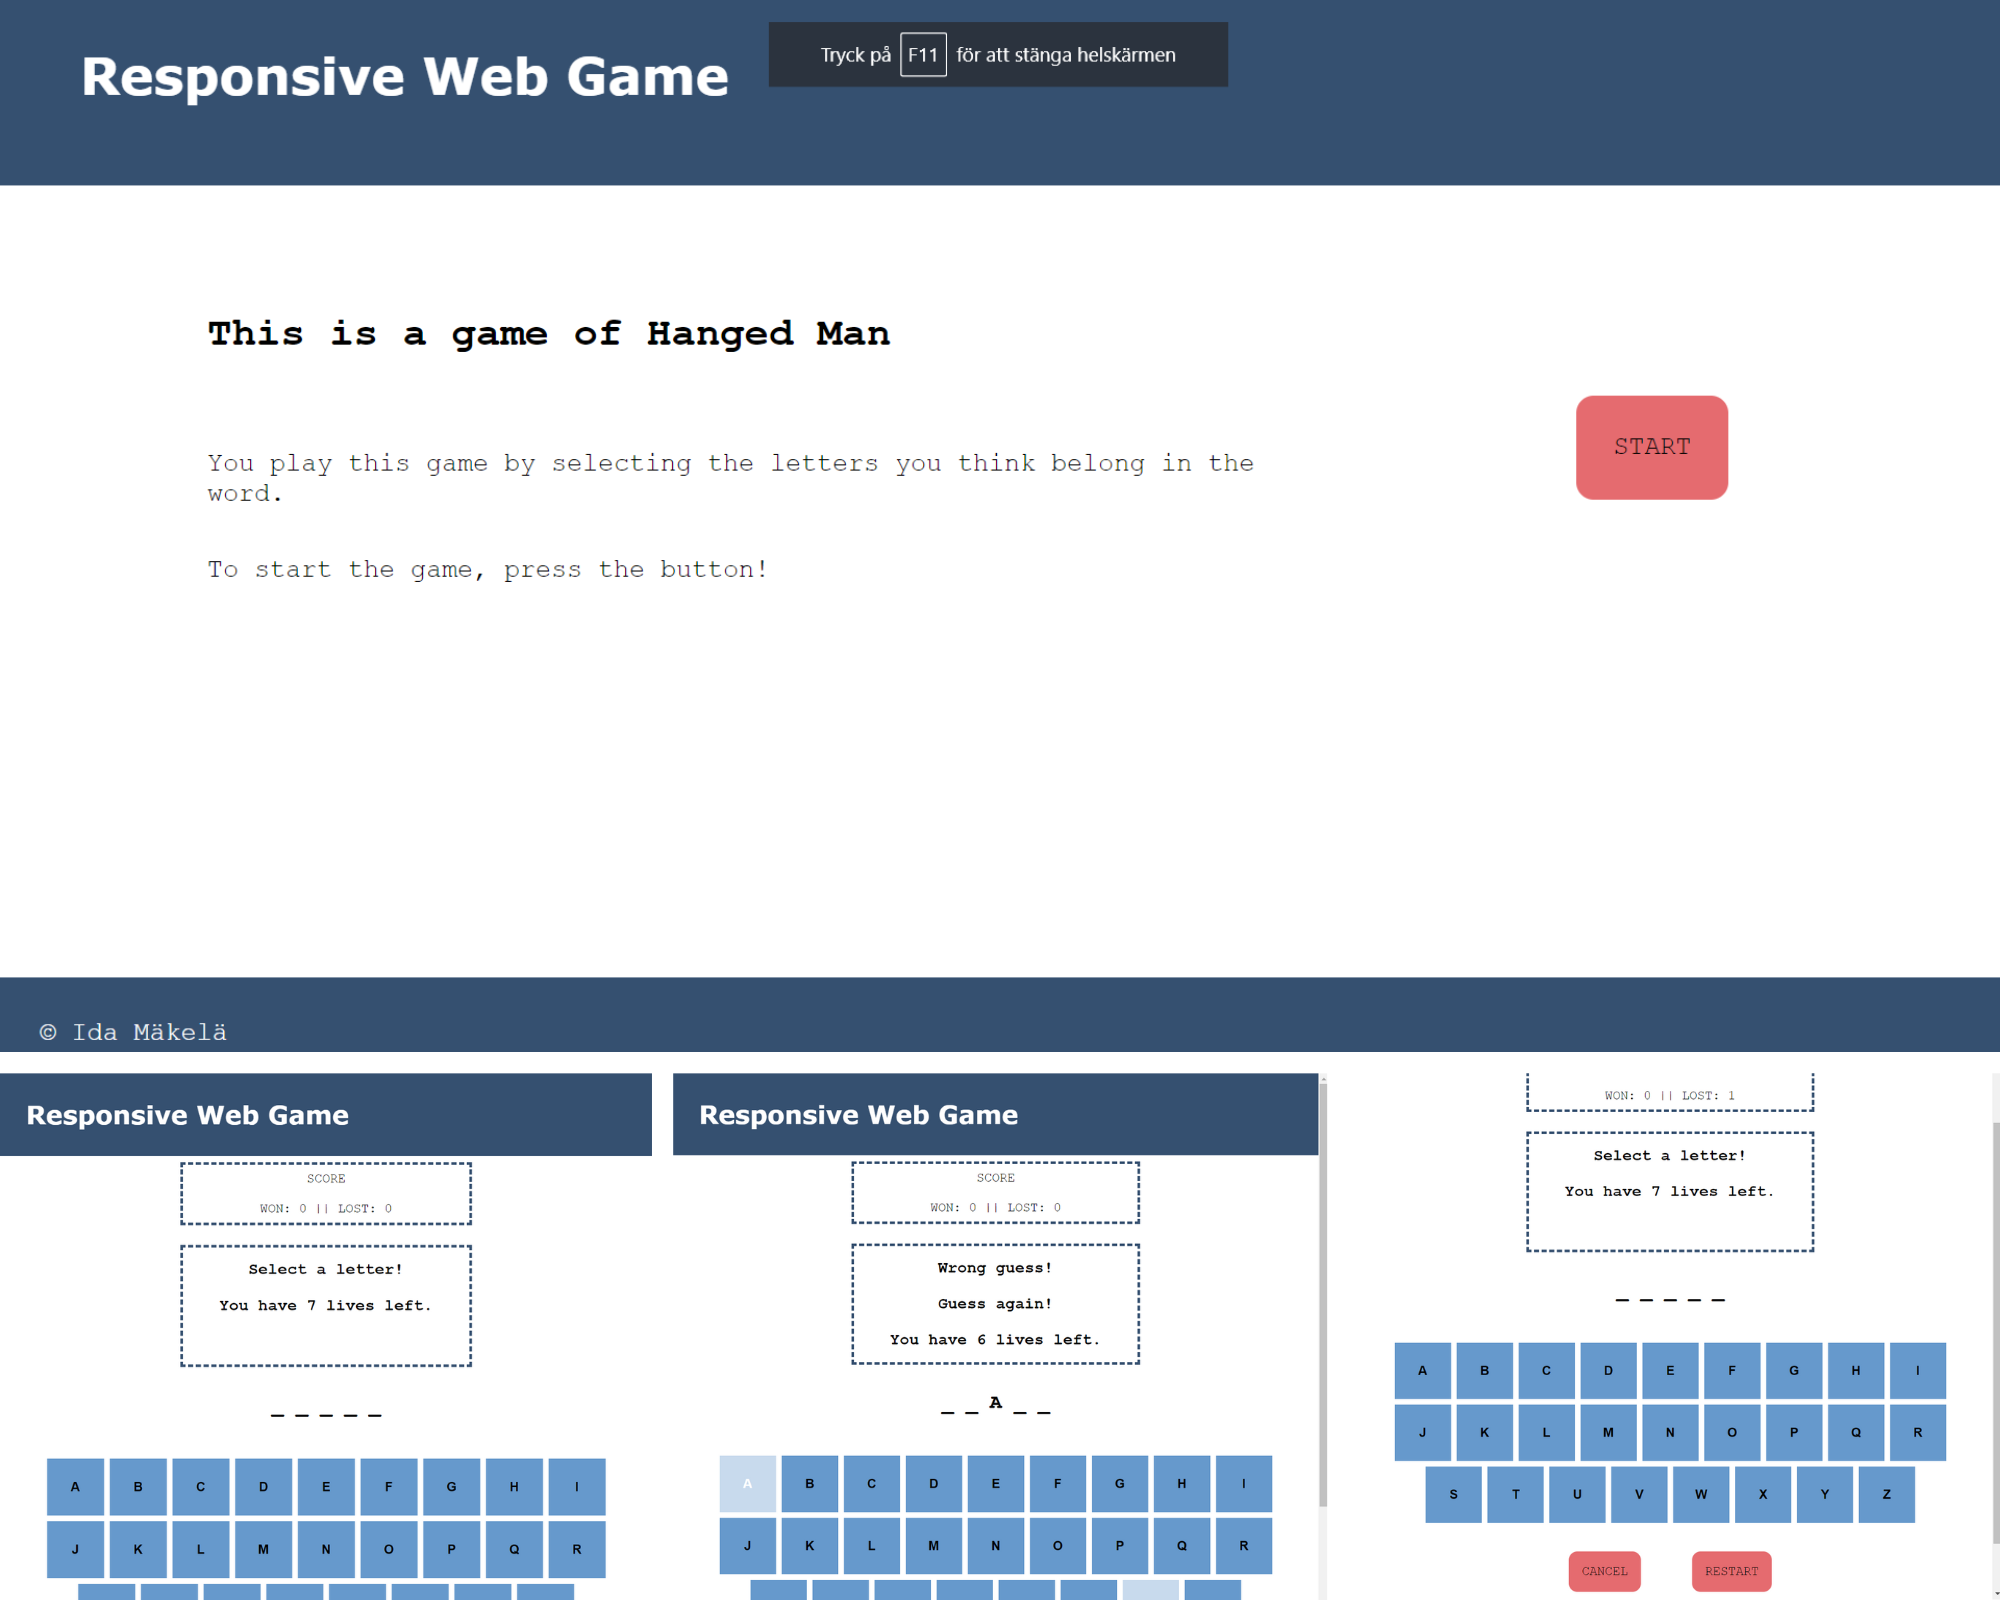 Responsive Web Game
Tryck på F11 för att stänga helskärmen
This is a game of Hanged Man
You play this game by selecting the letters you think belong in the
word.
START
To start the game, press the button!
© Ida Mäkelä
Responsive Web Game
SCORE
WON: 0 || LOST: 0
Select a letter!
You have 7 lives left.
_ _ _ _ _
A B C D E F G H I
J K L M N O P Q R
Responsive Web Game
SCORE
WON: 0 || LOST: 0
Wrong guess!
Guess again!
You have 6 lives left.
_ _ A _ _
A B C D E F G H I
J K L M N O P Q R
WON: 0 || LOST: 1
Select a letter!
You have 7 lives left.
_ _ _ _ _
A B C D E F G H I
J K L M N O P Q R
S T U V W X Y Z
CANCEL RESTART